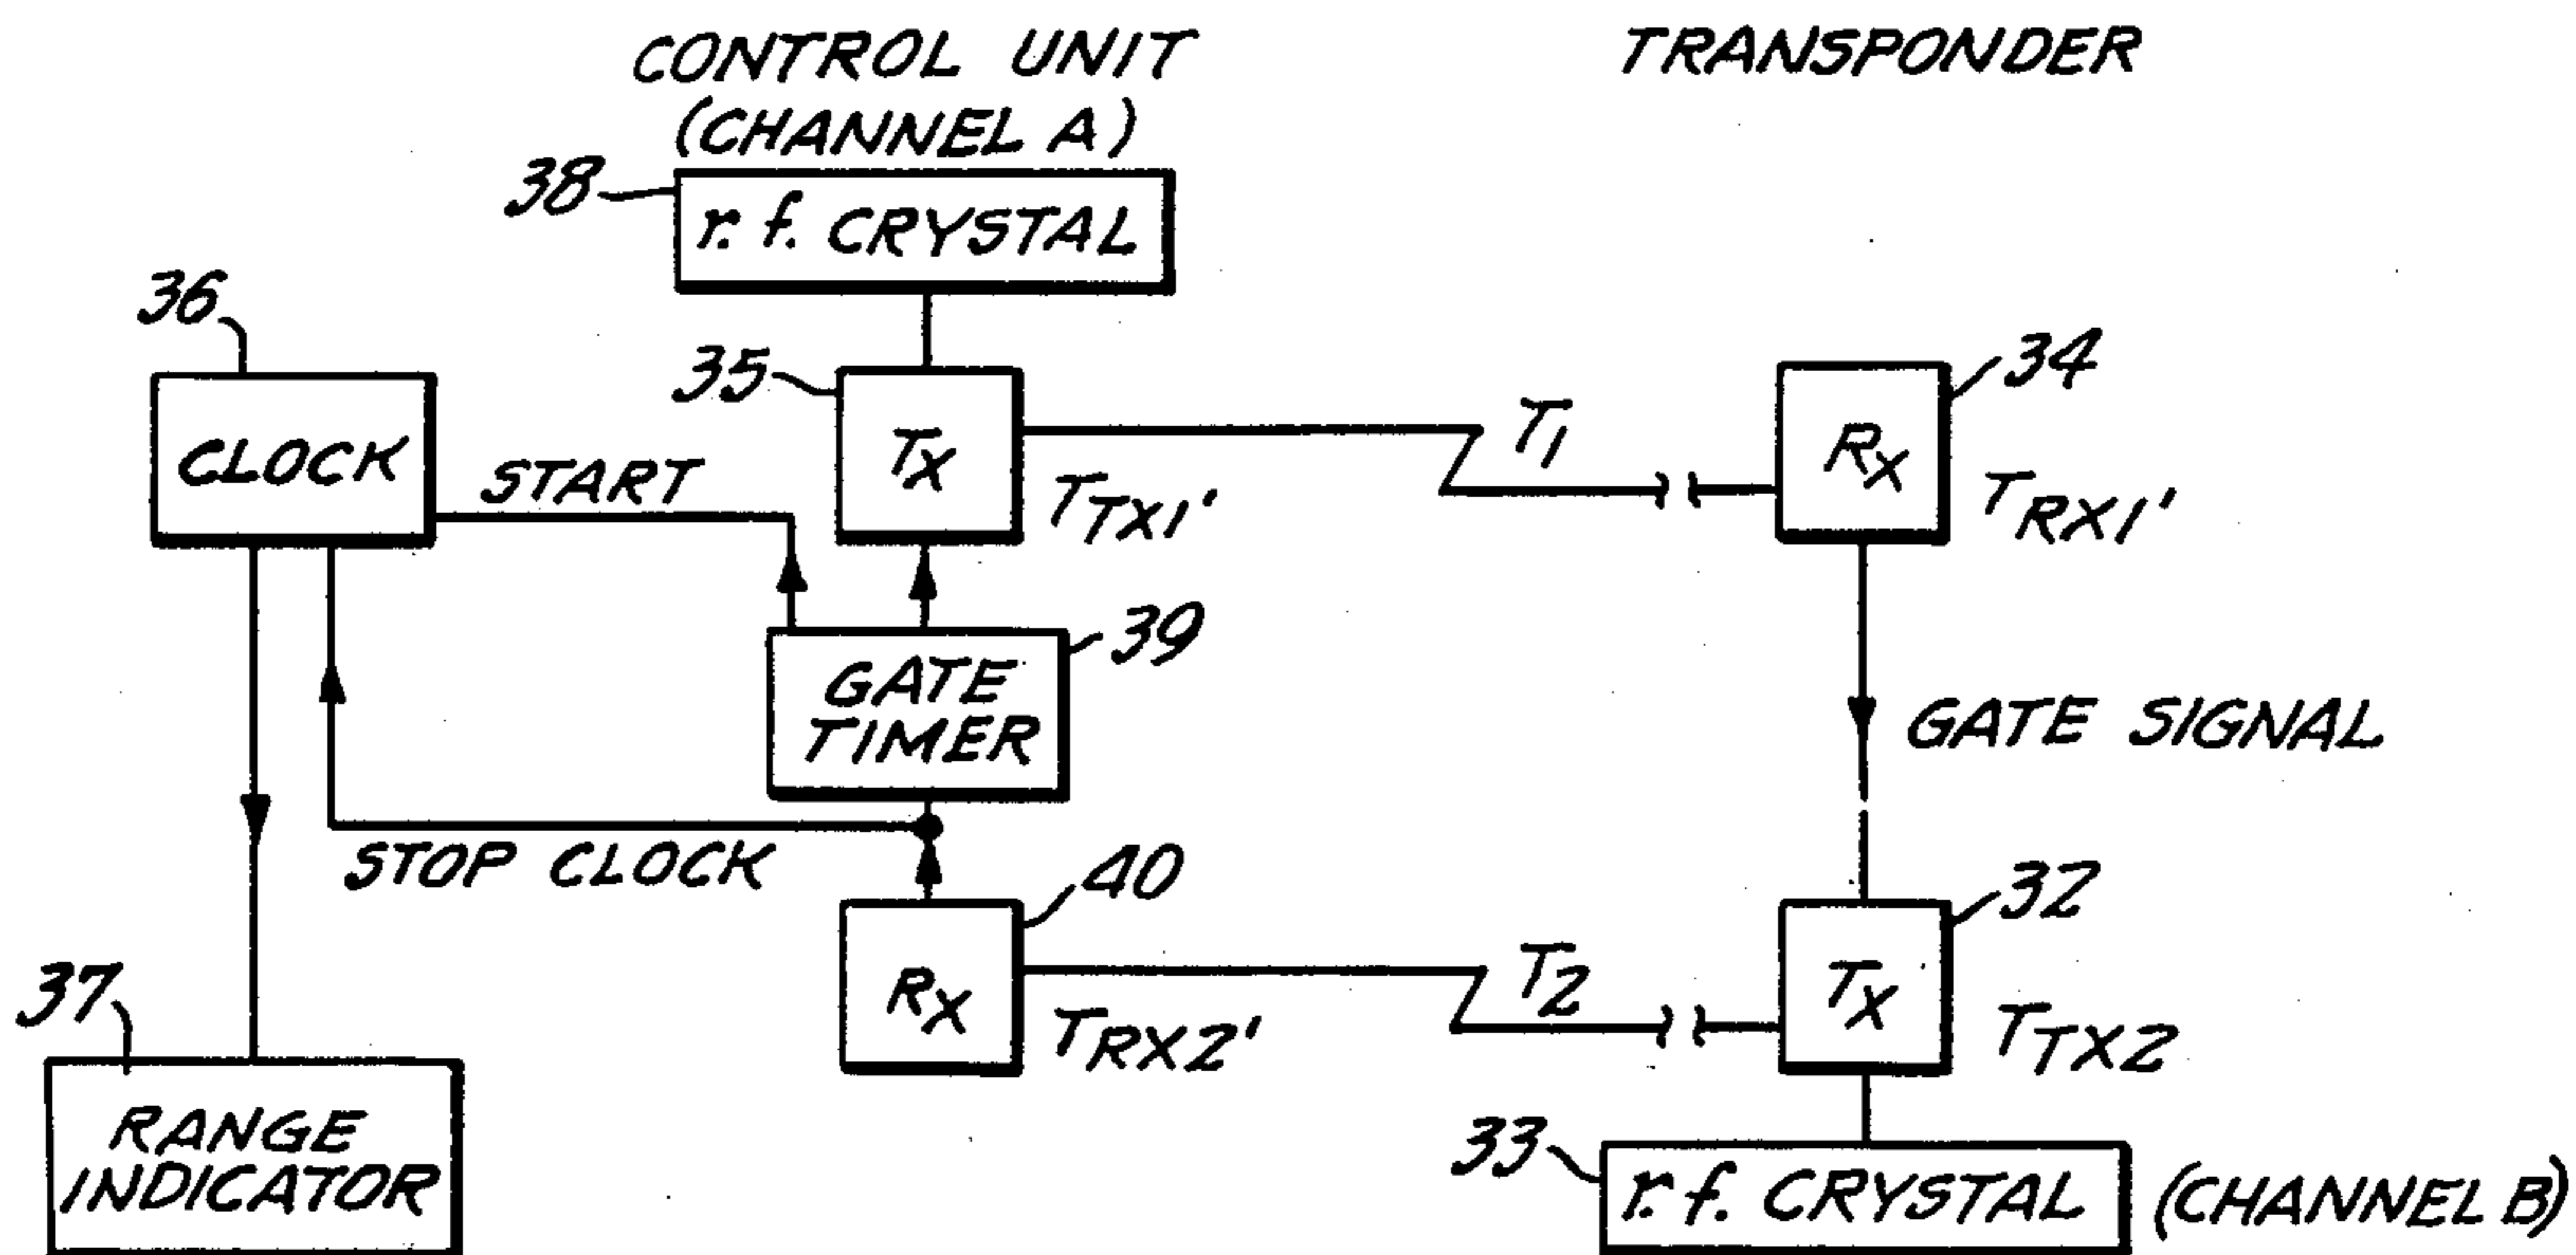 CONTROL UNIT
(CHANNEL A)
TRANSPONDER
38
r.f. CRYSTAL
36
35
34
CLOCK
START
Tx
TTX1'
T1
Rx
TRX1'
39
GATE
TIMER
GATE SIGNAL
STOP CLOCK
40
32
37
Rx
TRX2'
T2
Tx
TTX2
RANGE
INDICATOR
33
r.f. CRYSTAL
(CHANNEL B)